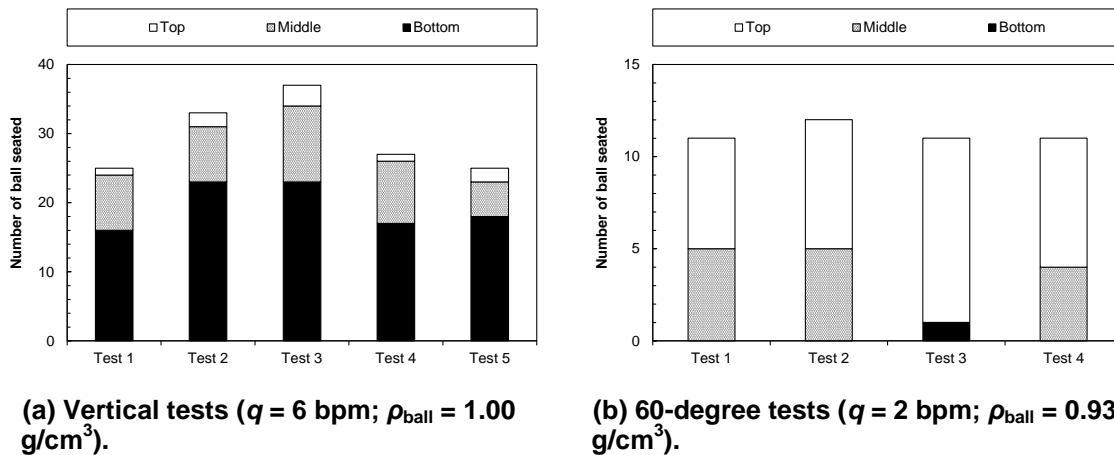 Top Middle Bottom
40
30
20
10
0
Number of ball seated
Test 1 Test 2 Test 3 Test 4 Test 5
(a) Vertical tests (q = 6 bpm; ρball = 1.00
g/cm3).
Top Middle Bottom
15
10
5
0
Number of ball seated
Test 1 Test 2 Test 3 Test 4
(b) 60-degree tests (q = 2 bpm; ρball = 0.93
g/cm3).